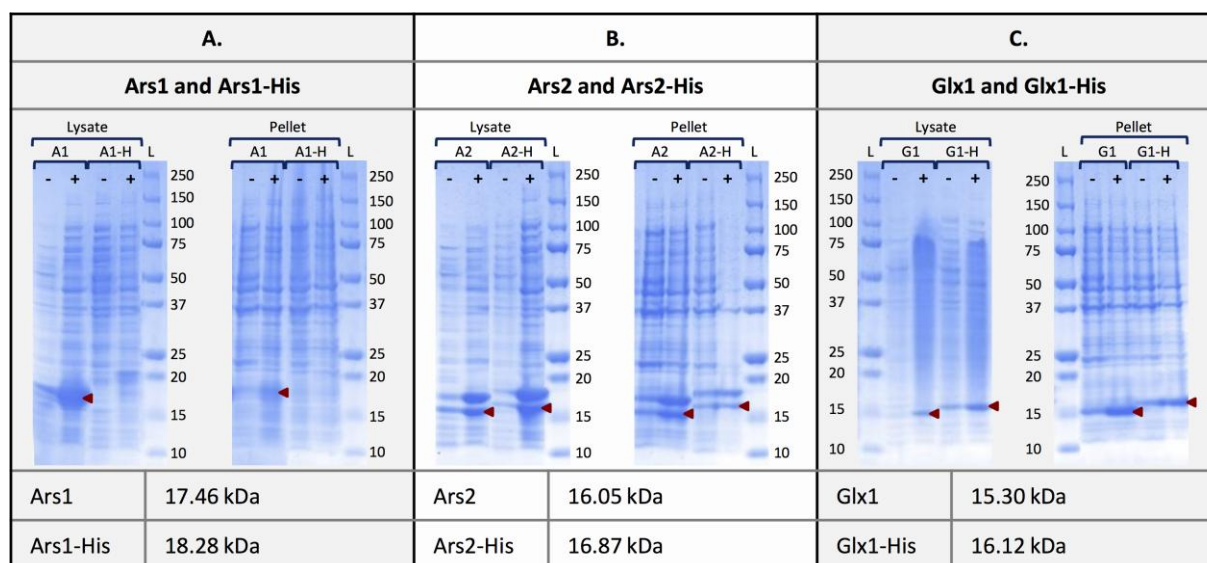 A.
Ars1 and Ars1-His
Lysate
A1 A1-H L
- + - +
250
150
100
75
50
37
25
20
15
10
Pellet
A1 A1-H L
- + - +
250
150
100
75
50
37
25
20
15
10
Ars1 17.46 kDa
Ars1-His 18.28 kDa
B.
Ars2 and Ars2-His
Lysate
A2 A2-H L
- + - +
250
150
100
75
50
37
25
20
15
10
Pellet
A2 A2-H L
- + - +
250
150
100
75
50
37
25
20
15
10
Ars2 16.05 kDa
Ars2-His 16.87 kDa
C.
Glx1 and Glx1-His
Lysate
L G1 G1-H
- + - +
250
150
100
75
50
37
25
20
15
10
Pellet
L G1 G1-H
- + - +
250
150
100
75
50
37
25
20
15
10
Glx1 15.30 kDa
Glx1-His 16.12 kDa